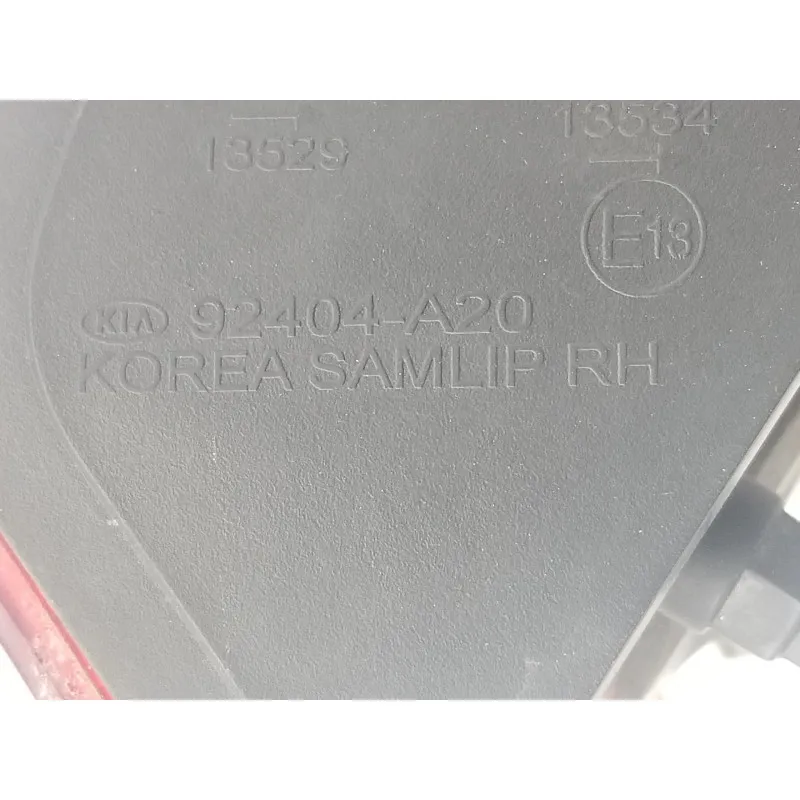 13529
13534
E13
KIA 92404-A20
KOREA SAMLIP RH